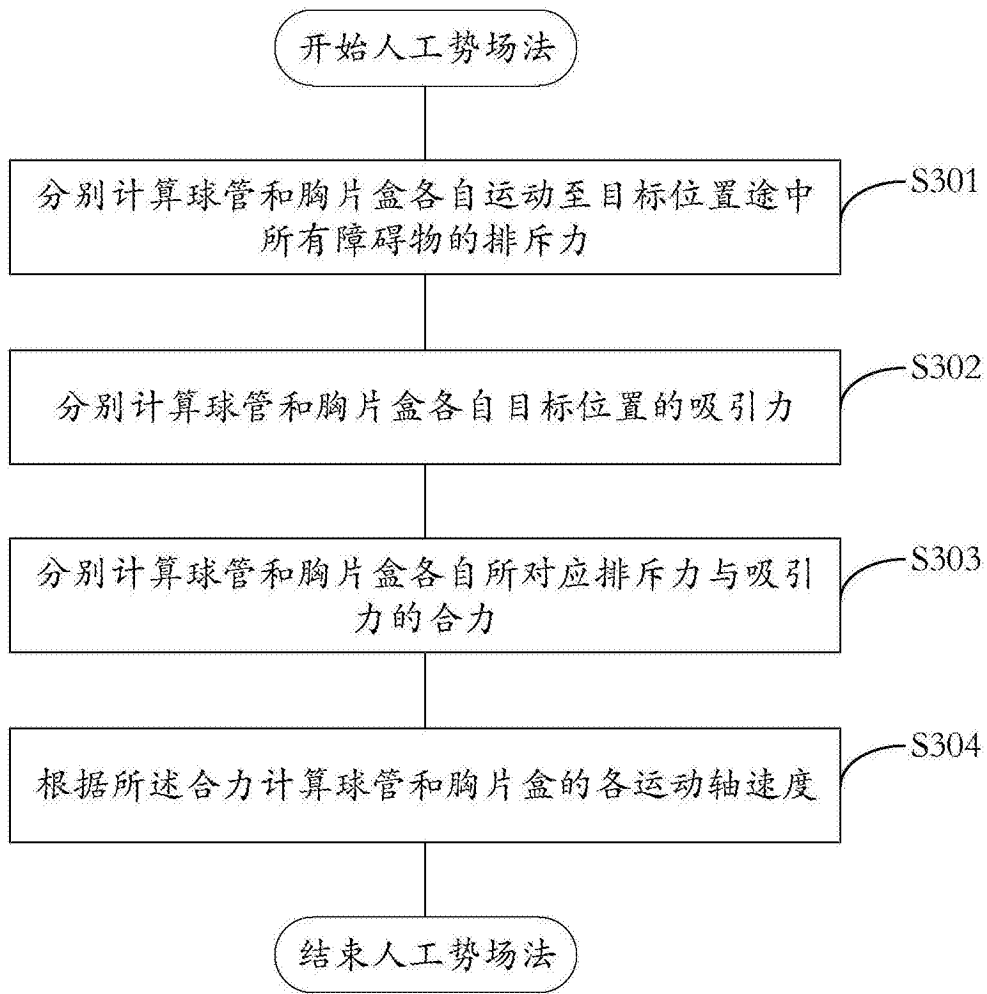 开始人工势场法
分别计算球管和胸片盒各自运动至目标位置途中
所有障碍物的排斥力
S301
分别计算球管和胸片盒各自目标位置的吸引力
S302
分别计算球管和胸片盒各自所对应排斥力与吸引
力的合力
S303
根据所述合力计算球管和胸片盒的各运动轴速度
S304
结束人工势场法